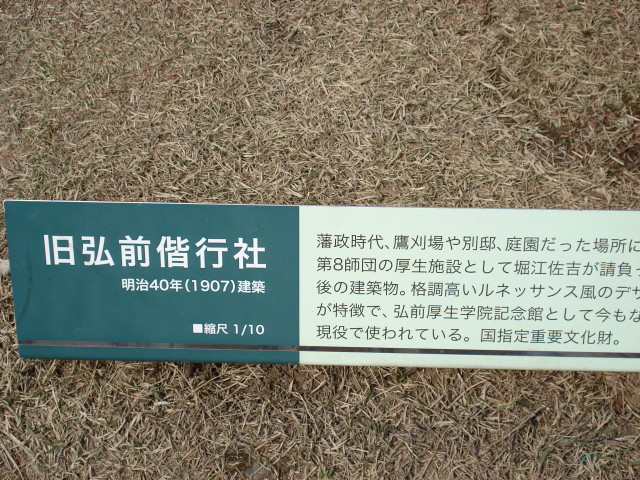 旧弘前偕行社
明治40年(1907)建築
■縮尺 1/10
藩政時代、鷹刈場や別邸、庭園だった場所に
第8師団の厚生施設として堀江佐吉が請負っ
後の建築物。格調高いルネッサンス風のデザ
が特徴で、弘前厚生学院記念館として今もな
現役で使われている。国指定重要文化財。